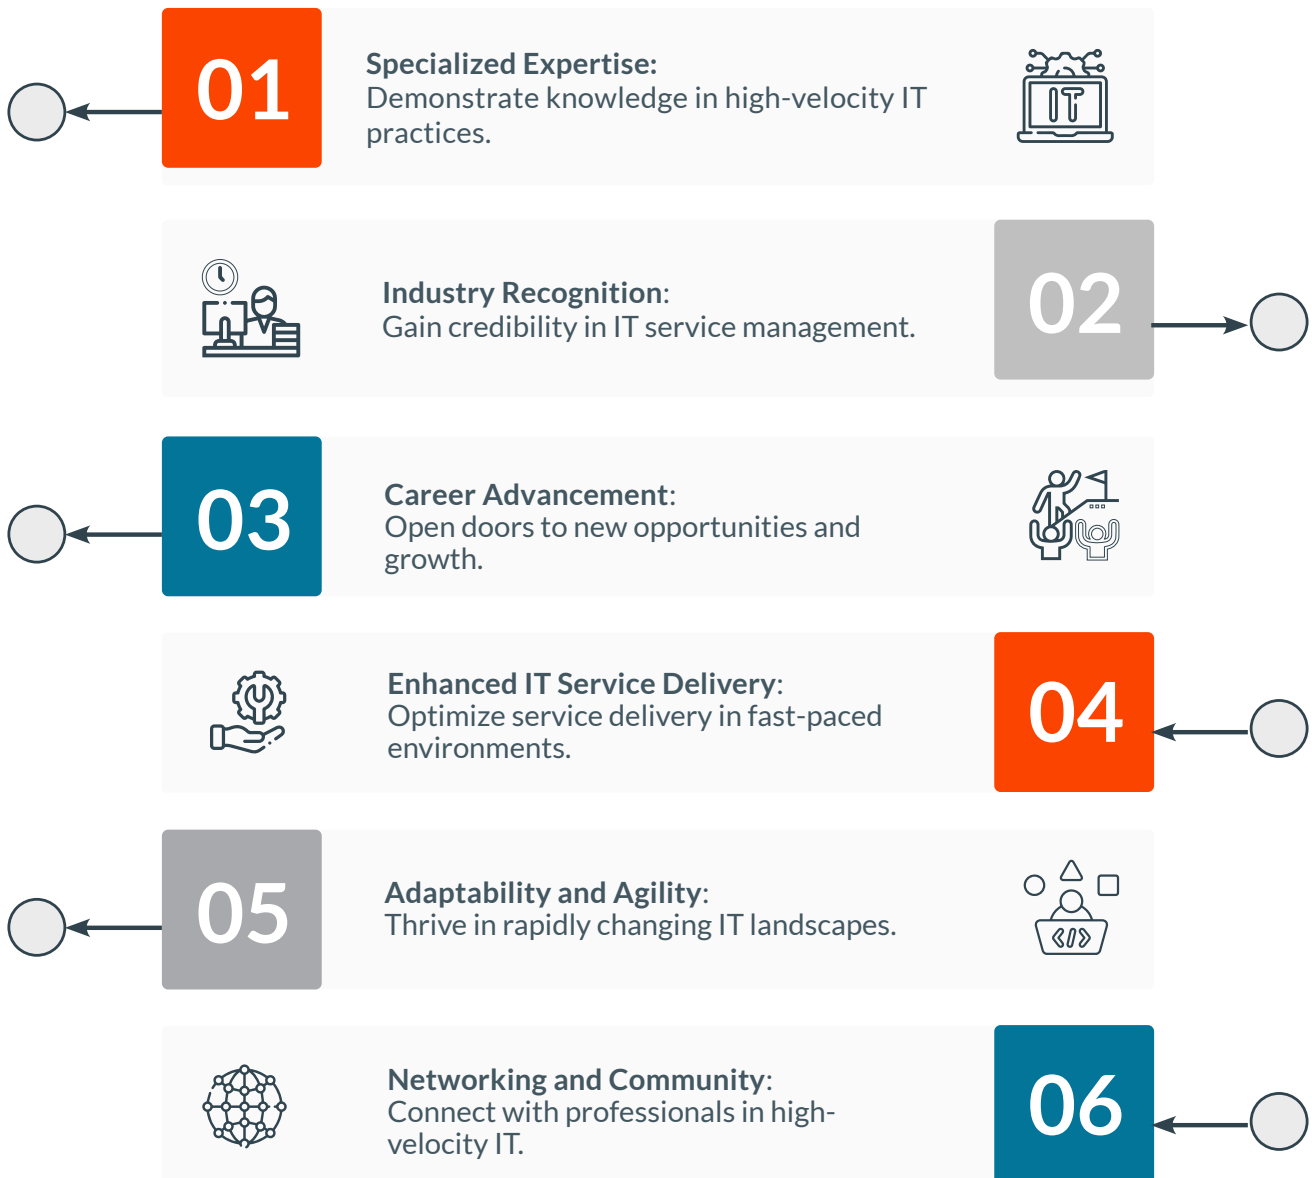 01
Specialized Expertise:
Demonstrate knowledge in high-velocity IT
practices.
IT
Industry Recognition:
Gain credibility in IT service management.
02
03
Career Advancement:
Open doors to new opportunities and
growth.
Enhanced IT Service Delivery:
Optimize service delivery in fast-paced
environments.
04
05
Adaptability and Agility:
Thrive in rapidly changing IT landscapes.
</>
Networking and Community:
Connect with professionals in high-
velocity IT.
06